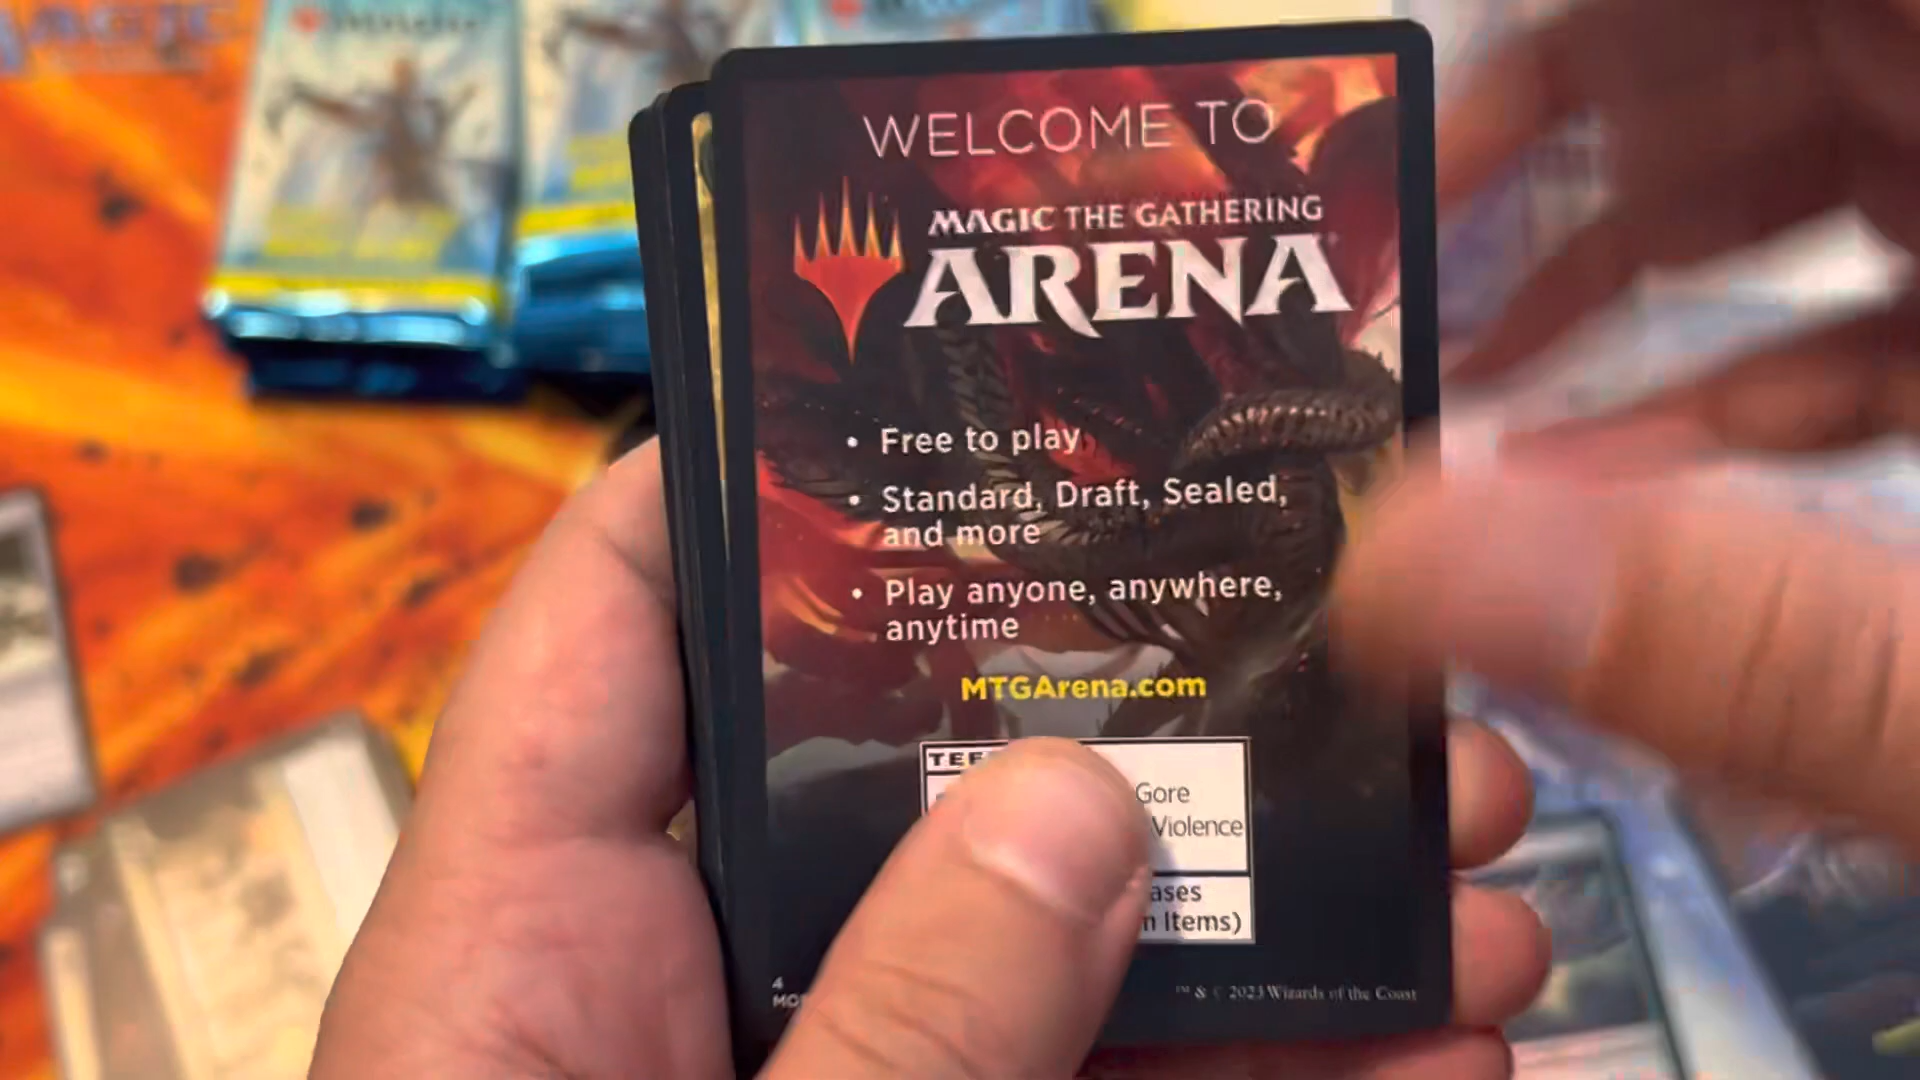 WELCOME TO
MAGIC THE GATHERING
ARENA
• Free to play
• Standard, Draft, Sealed,
and more
• Play anyone, anywhere,
anytime
MTGArena.com
Gore
Violence
Items)
4
™ & © 2023 Wizards of the Coast